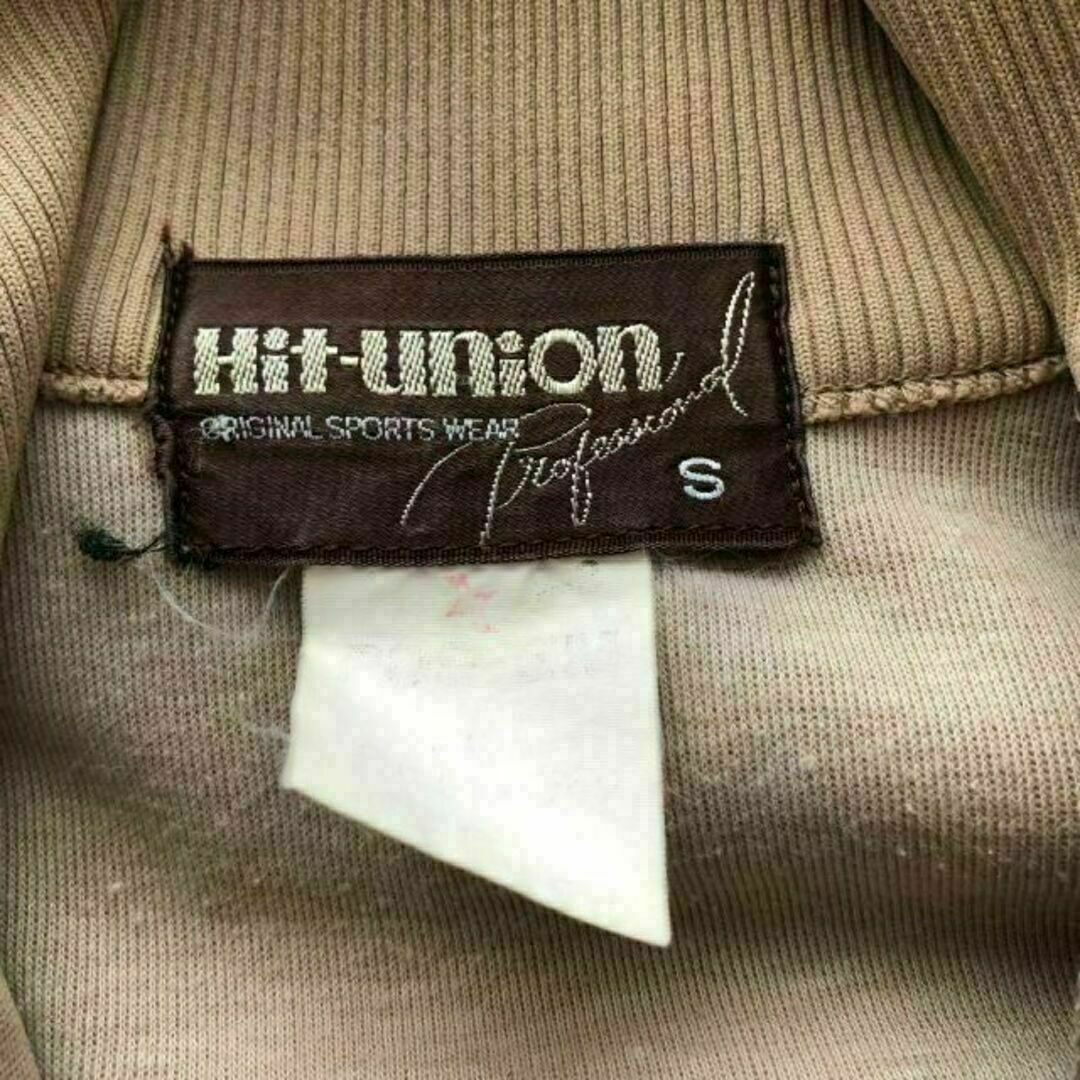 Hit-union
ORIGINAL SPORTS WEAR
Professional
S